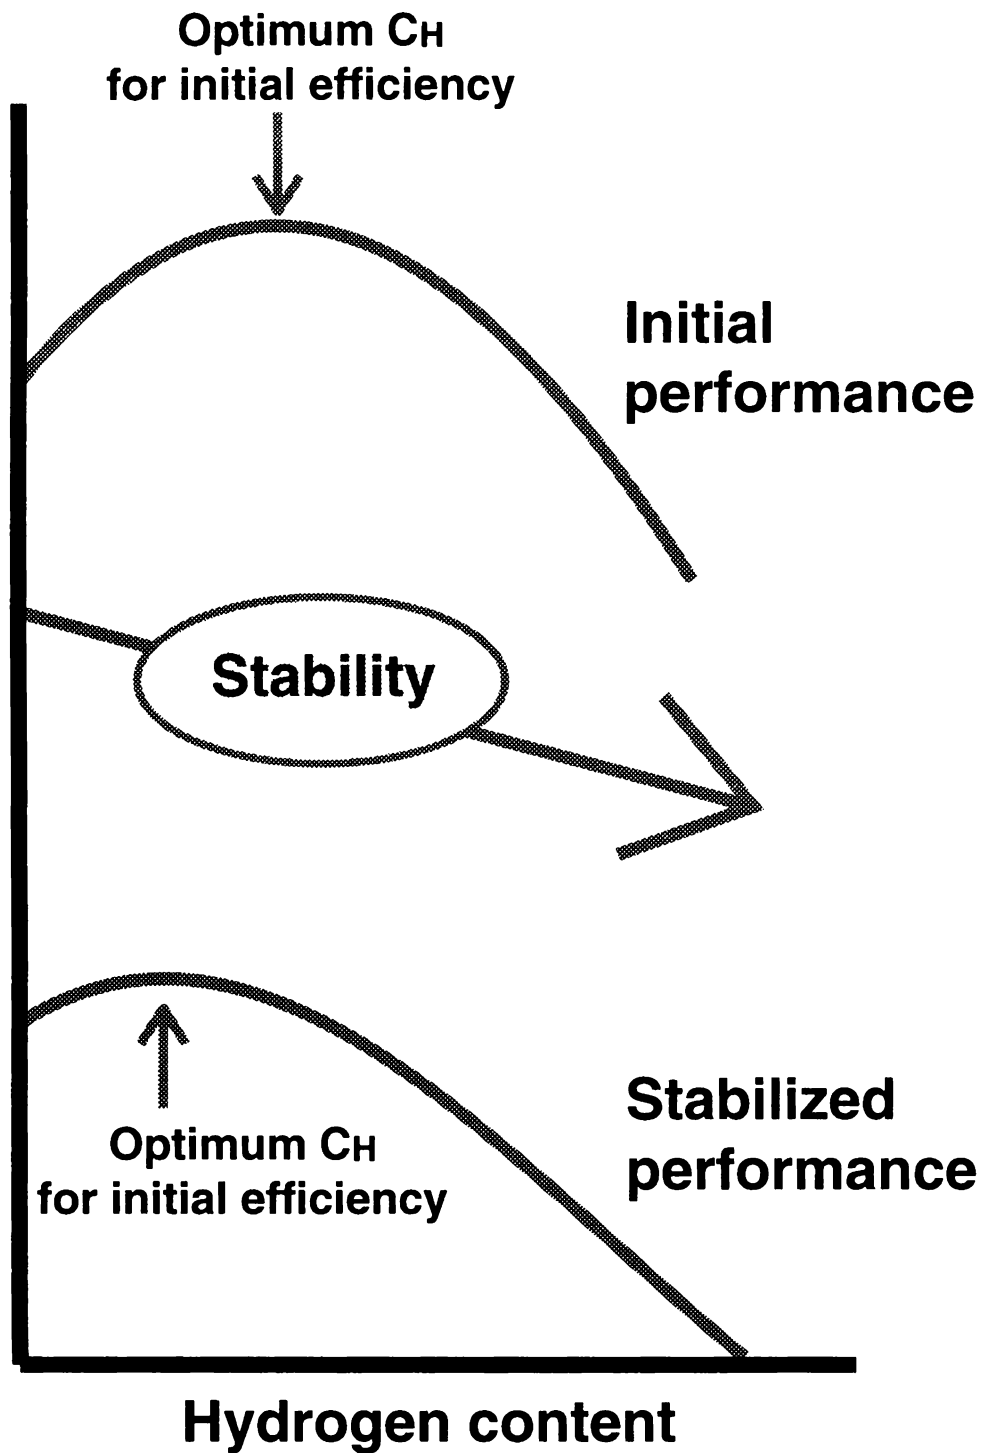 Optimum CH
for initial efficiency
Initial
performance
Stability
Stabilized
performance
Optimum CH
for initial efficiency
Hydrogen content